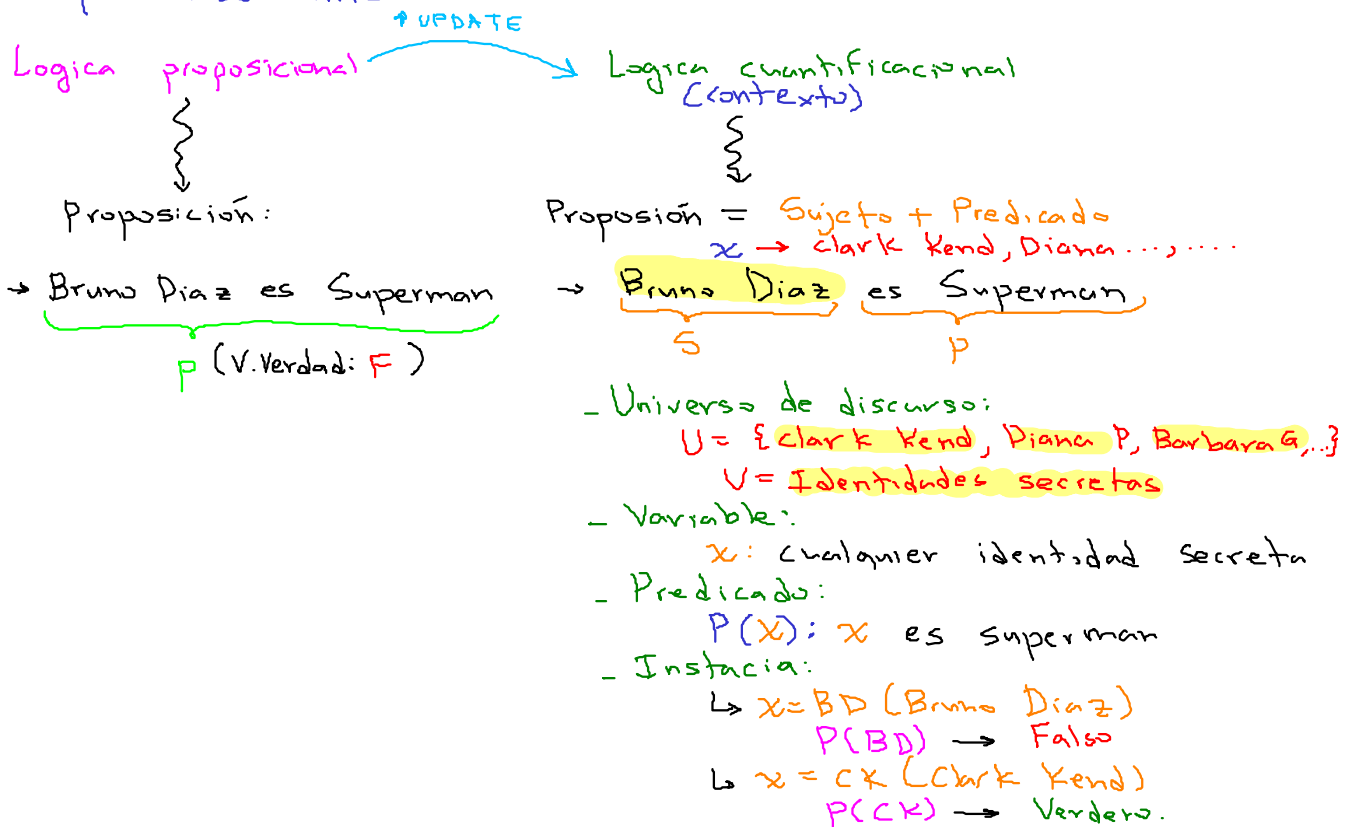 ↑ UPDATE
Logica proposicional
Logica cuantificacional
(contexto)
Proposición:
Proposión = Sujeto + Predicado
x → clark Kend, Diana ..., ....
→ Bruno Diaz es Superman
→ Bruno Diaz es Superman
S P
P (V.Verdad: F)
_ Universo de discurso:
U = {clark Kend, Diana P, Barbara G,..}
U = Identidades secretas
_ Variable:
x: cualquier identidad secreta
_ Predicado:
P(x): x es superman
_ Instacia:
↳ x=BD (Bruno Diaz)
P(BD) → Falso
↳ x = CK (Clark Kend)
P(CK) → Verdero.